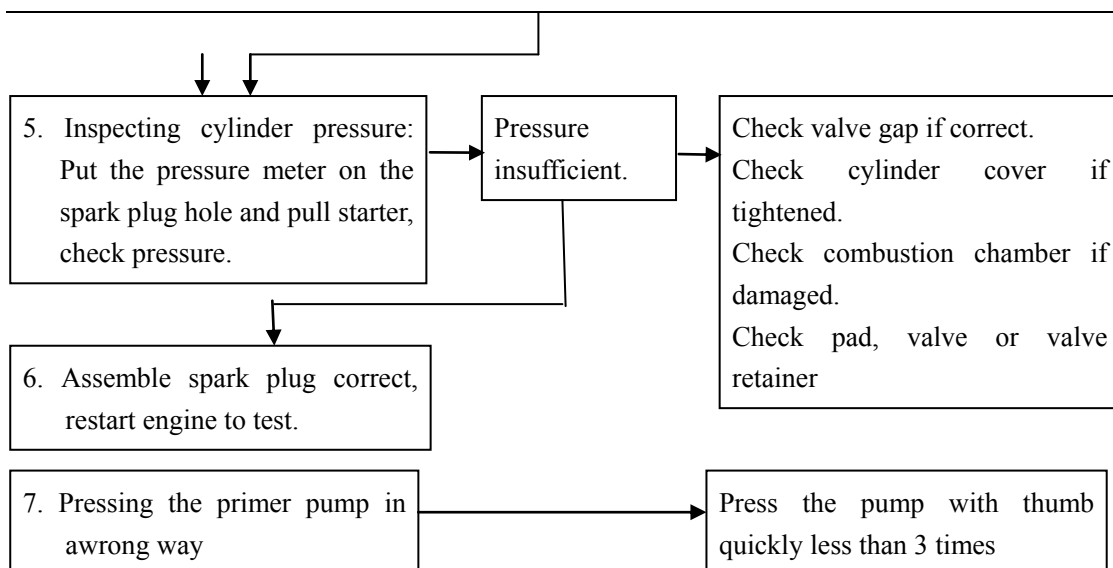 5. Inspecting cylinder pressure:
Put the pressure meter on the
spark plug hole and pull starter,
check pressure.
Pressure
insufficient.
Check valve gap if correct.
Check cylinder cover if
tightened.
Check combustion chamber if
damaged.
Check pad, valve or valve
retainer
6. Assemble spark plug correct,
restart engine to test.
7. Pressing the primer pump in
awrong way
Press the pump with thumb
quickly less than 3 times